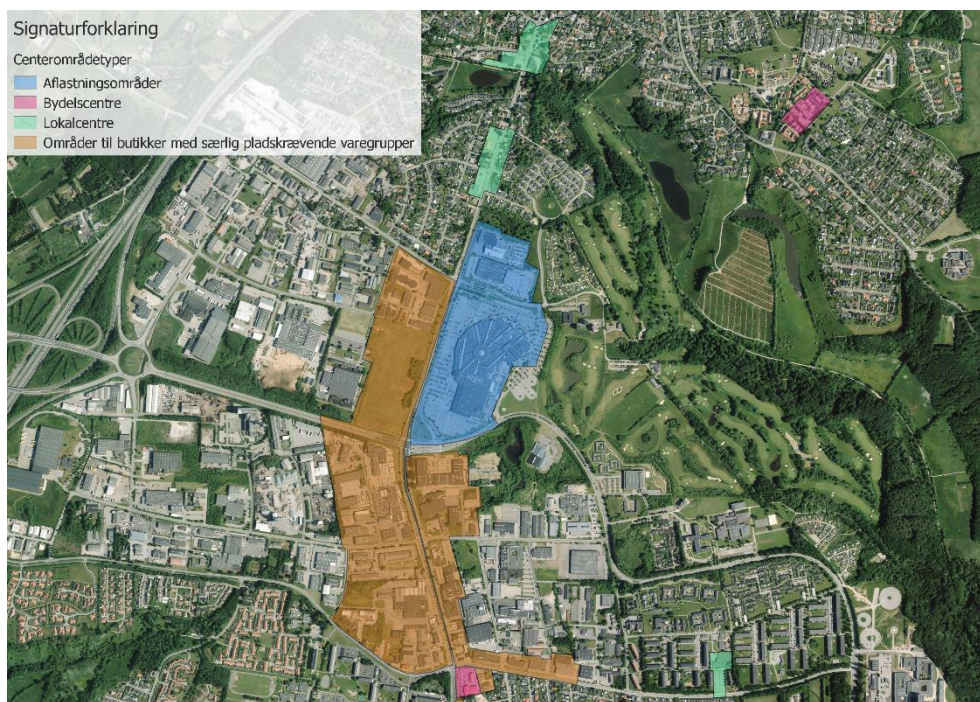 Signaturforklaring
Centerområdetyper
Aflastningsområder
Bydelscentre
Lokalcentre
Områder til butikker med særlig pladskrævende varegrupper